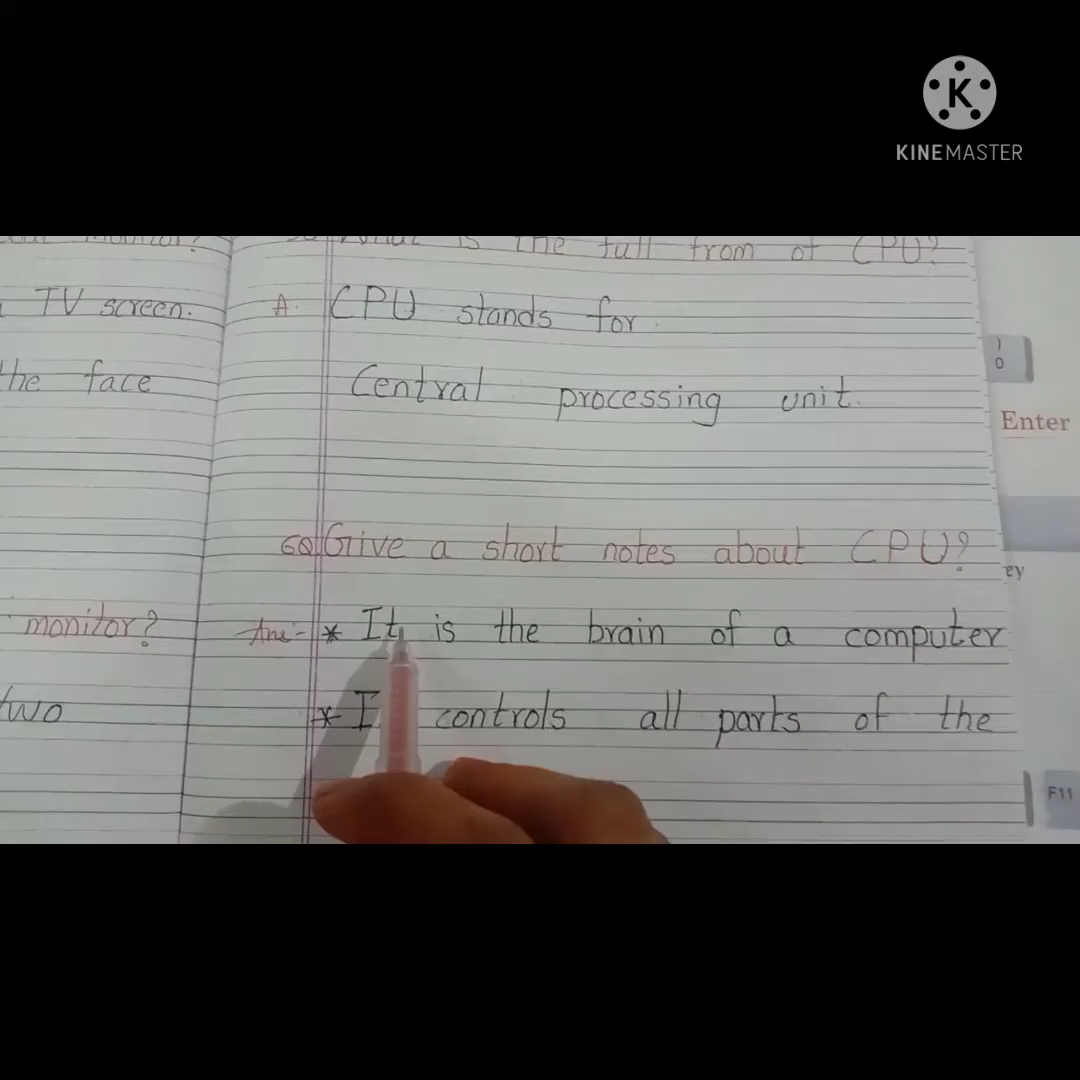 KINEMASTER
is the full from of CPU?
TV screen.
A. CPU stands for
the face
Central processing unit.
Enter
6Q Give a short notes about CPU?
monitor?
Ans- * It is the brain of a computer
two
* I controls all parts of the
F11